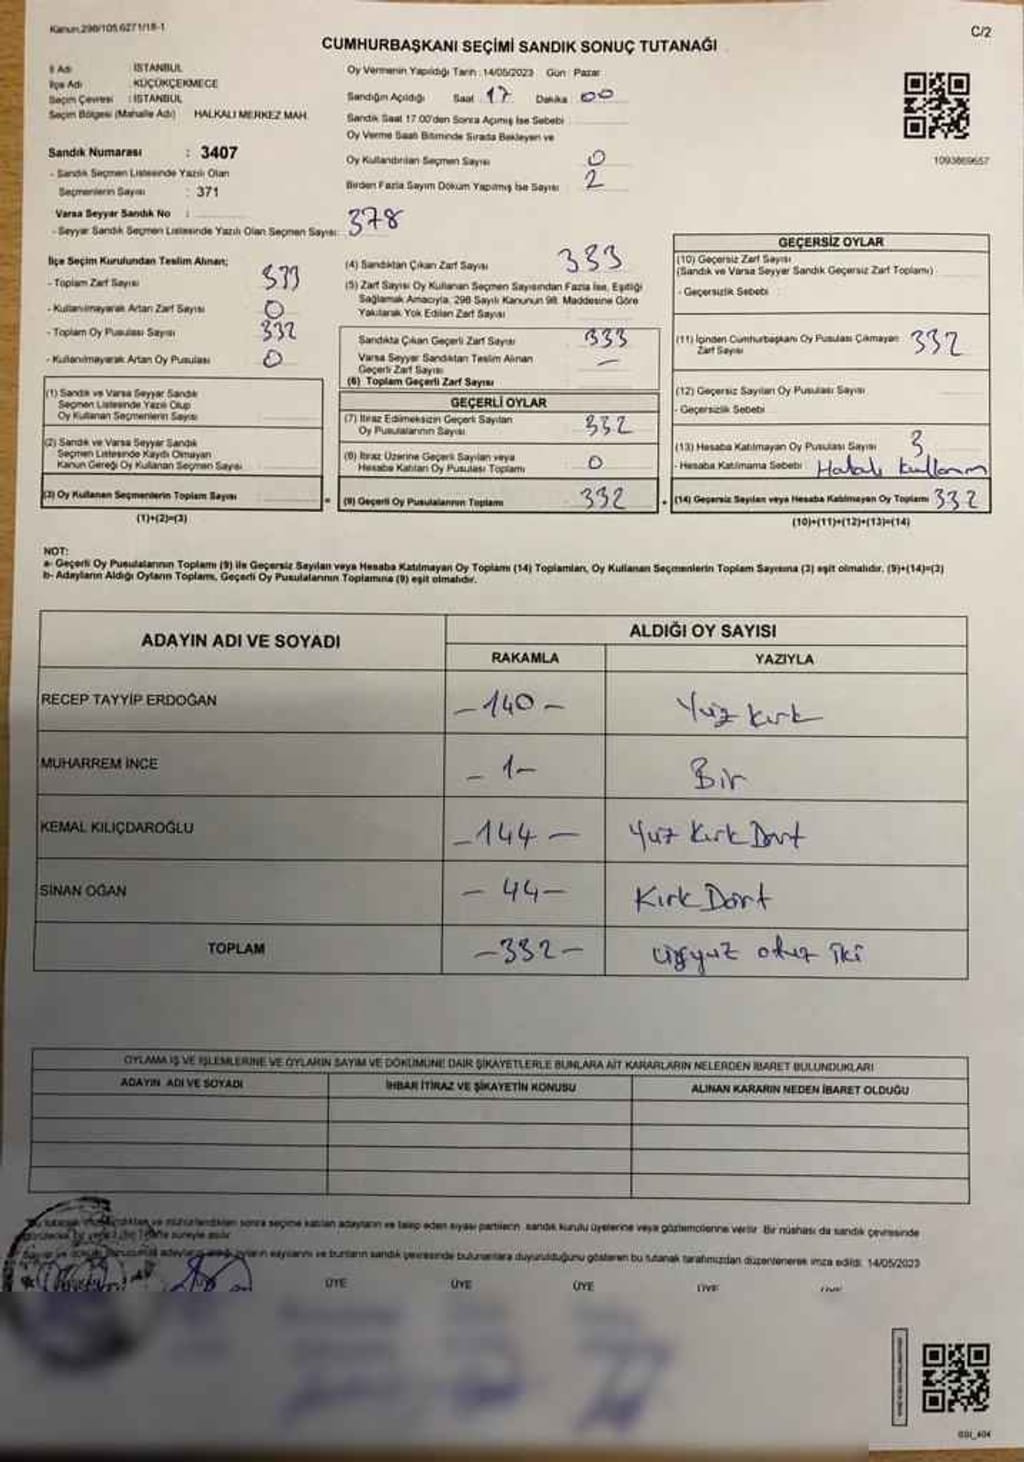 Kanun.298/105,6271/18-1
C/2
CUMHURBAŞKANI SEÇİMİ SANDIK SONUÇ TUTANAĞI
İl Adı : İSTANBUL
İlçe Adı : KÜÇÜKÇEKMECE
Seçim Çevresi : İSTANBUL
Seçim Bölgesi (Mahalle Adı) HALKALI MERKEZ MAH.
Sandık Numarası : 3407
- Sandık Seçmen Listesinde Yazılı Olan
Seçmenlerin Sayısı : 371
Varsa Seyyar Sandık No :
- Seyyar Sandık Seçmen Listesinde Yazılı Olan Seçmen Sayısı: 378
Oy Vermenin Yapıldığı Tarih : 14/05/2023 Gün : Pazar
Sandığın Açıldığı Saat 17 Dakika 00
Sandık Saat 17.00'den Sonra Açılmış İse Sebebi
Oy Verme Saati Bitiminde Sırada Bekleyen ve
Oy Kullandırılan Seçmen Sayısı 0
Birden Fazla Sayım Döküm Yapılmış İse Sayısı 2
1093869657
İlçe Seçim Kurulundan Teslim Alınan;
- Toplam Zarf Sayısı
- Kullanılmayarak Artan Zarf Sayısı 0
- Toplam Oy Pusulası Sayısı 332
- Kullanılmayarak Artan Oy Pusulası 0
(1) Sandık ve Varsa Seyyar Sandık
Seçmen Listesinde Yazılı Olup
Oy Kullanan Seçmenlerin Sayısı
(2) Sandık ve Varsa Seyyar Sandık
Seçmen Listesinde Kaydı Olmayan
Kanun Gereği Oy Kullanan Seçmen Sayısı
(3) Oy Kullanan Seçmenlerin Toplam Sayısı
(1)+(2)=(3)
(4) Sandıktan Çıkan Zarf Sayısı 333
(5) Zarf Sayısı Oy Kullanan Seçmen Sayısından Fazla İse, Eşitliği
Sağlamak Amacıyla, 298 Sayılı Kanunun 98. Maddesine Göre
Yakılarak Yok Edilen Zarf Sayısı
Sandıkta Çıkan Geçerli Zarf Sayısı 333
Varsa Seyyar Sandıktan Teslim Alınan
Geçerli Zarf Sayısı —
(6) Toplam Geçerli Zarf Sayısı
GEÇERLİ OYLAR
(7) İtiraz Edilmeksizin Geçerli Sayılan
Oy Pusulalarının Sayısı 332
(8) İtiraz Üzerine Geçerli Sayılan veya
Hesaba Katılan Oy Pusulası Toplamı 0
=
(9) Geçerli Oy Pusulalarının Toplamı 332
+
GEÇERSİZ OYLAR
(10) Geçersiz Zarf Sayısı
(Sandık ve Varsa Seyyar Sandık Geçersiz Zarf Toplamı)
- Geçersizlik Sebebi :
(11) İçinden Cumhurbaşkanı Oy Pusulası Çıkmayan
Zarf Sayısı 332
(12) Geçersiz Sayılan Oy Pusulası Sayısı
- Geçersizlik Sebebi
(13) Hesaba Katılmayan Oy Pusulası Sayısı 3
- Hesaba Katılmama Sebebi Hatalı kullanım
(14) Geçersiz Sayılan veya Hesaba Katılmayan Oy Toplamı 332
(10)+(11)+(12)+(13)=(14)
NOT:
a- Geçerli Oy Pusulalarının Toplamı (9) ile Geçersiz Sayılan veya Hesaba Katılmayan Oy Toplamı (14) Toplamları, Oy Kullanan Seçmenlerin Toplam Sayısına (3) eşit olmalıdır. (9)+(14)=(3)
b- Adayların Aldığı Oyların Toplamı, Geçerli Oy Pusulalarının Toplamına (9) eşit olmalıdır.
ADAYIN ADI VE SOYADI
ALDIĞI OY SAYISI
RAKAMLA YAZIYLA
RECEP TAYYİP ERDOĞAN -140- Yüz kırk
MUHARREM İNCE -1- Bir
KEMAL KILIÇDAROĞLU -144- Yüz Kırk Dört
SİNAN OĞAN -44- Kırk Dört
TOPLAM -332- üçyüz otuz iki
OYLAMA İŞ VE İŞLEMLERİNE VE OYLARIN SAYIM VE DÖKÜMÜNE DAİR ŞİKAYETLERLE BUNLARA AİT KARARLARIN NELERDEN İBARET BULUNDUKLARI
ADAYIN ADI VE SOYADI İHBAR İTİRAZ VE ŞİKAYETİN KONUSU ALINAN KARARIN NEDEN İBARET OLDUĞU
sonra seçime katılan adayların ve talep eden siyasi partilerin sandık kurulu üyelerine veya gözlemcilerine verilir. Bir nüshası da sandık çevresinde
süreyle asılır.
oyların sayılarını ve bunların sandık çevresinde bulunanlara duyurulduğunu gösteren bu tutanak tarafımızdan düzenlenerek imza edildi. 14/05/2023
BAŞKAN ÜYE ÜYE ÜYE ÜYE ÜYE